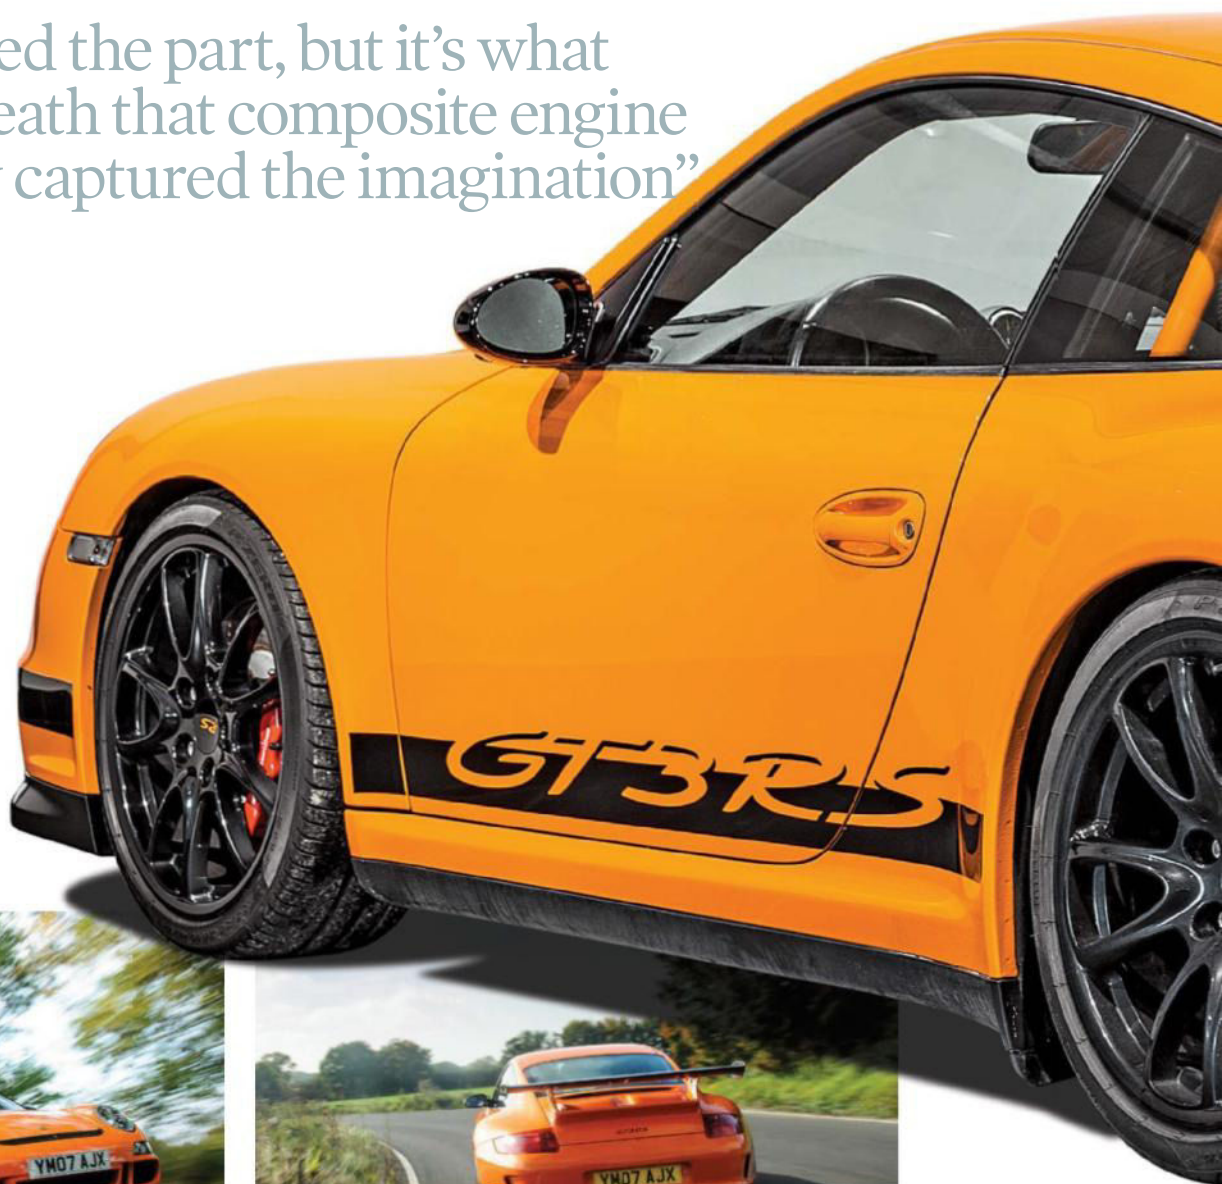 ed the part, but it’s what
eath that composite engine
captured the imagination”
GT3RS
YM07 AJX
YM07 AJX